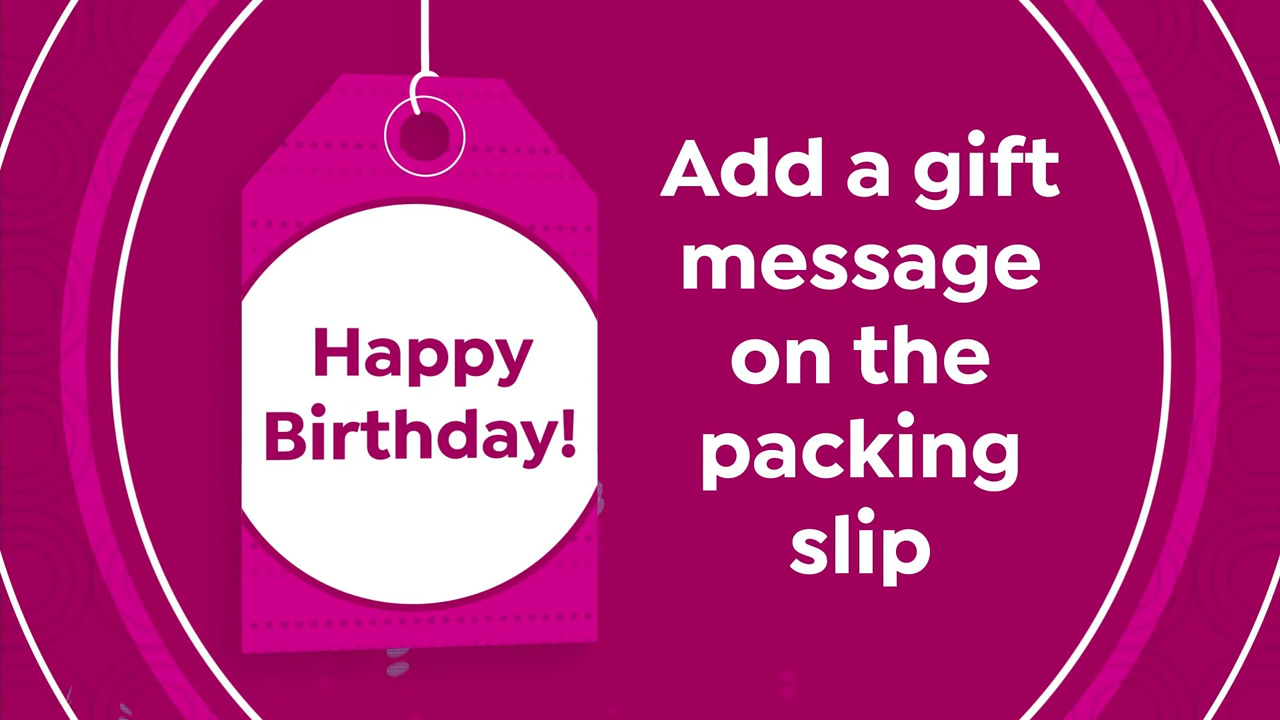 Happy
Birthday!
Add a gift
message
on the
packing
slip